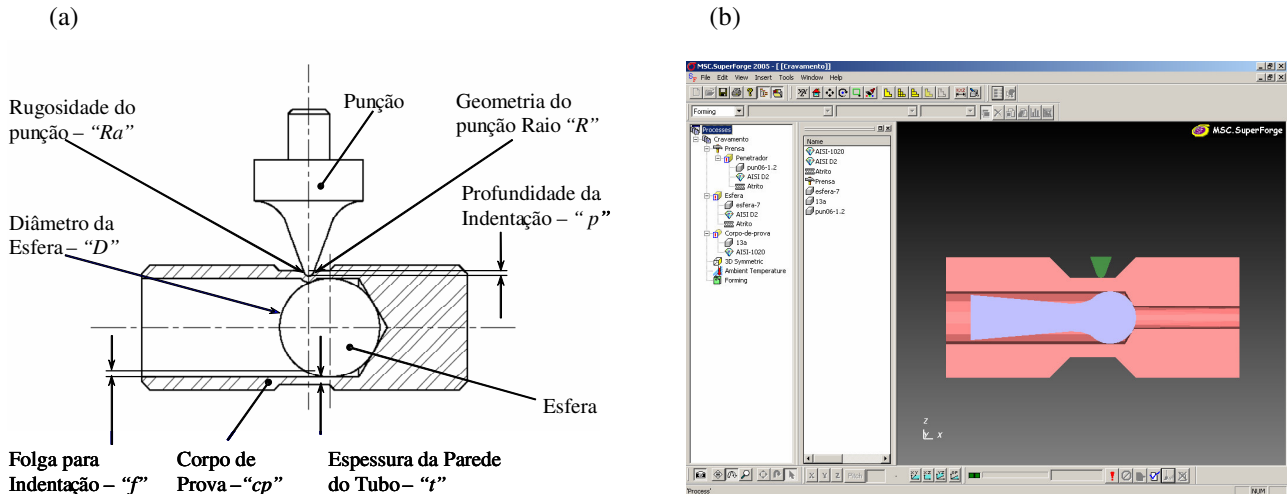 (a)
(b)
Rugosidade do
punção – “Ra”
Punção
Geometria do
punção Raio “R”
Profundidade da
Indentação – “ p”
Diâmetro da
Esfera – “D”
Esfera
Folga para
Indentação – “f”
Corpo de
Prova –“cp”
Espessura da Parede
do Tubo – “t”
MSC.SuperForge 2005 - [ [Cravamento]]
File Edit View Insert Tools Window Help
Forming
Processes
Cravamento
Prensa
Penetrador
pun06-1.2
AISI D2
Atrito
Esfera
esfera-7
AISI D2
Atrito
Corpo-de-prova
13a
AISI-1020
3D Symmetric
Ambient Temperature
Forming
Name
AISI-1020
AISI D2
Atrito
Prensa
esfera-7
13a
pun06-1.2
MSC.SuperForge
Z
X
X Y Z Pitch
'Process'
NUM